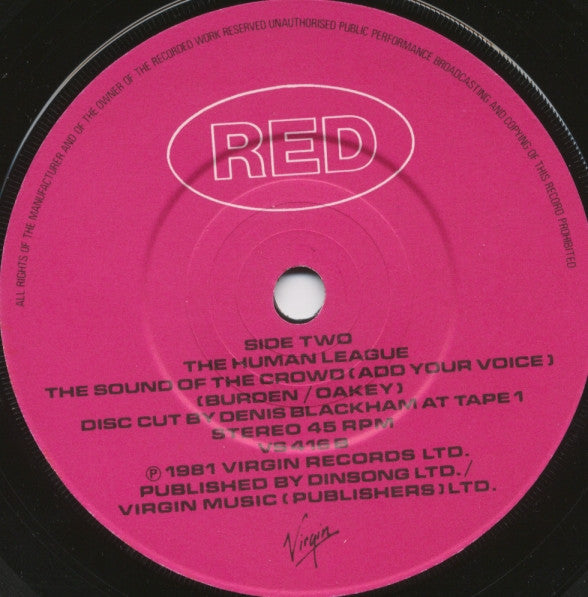 ALL RIGHTS OF THE MANUFACTURER AND OF THE OWNER OF THE RECORDED WORK RESERVED UNAUTHORISED PUBLIC PERFORMANCE BROADCASTING AND COPYING OF THIS RECORD PROHIBITED
RED
SIDE TWO
THE HUMAN LEAGUE
THE SOUND OF THE CROWD (ADD YOUR VOICE)
(BURDEN / OAKEY)
DISC CUT BY DENIS BLACKHAM AT TAPE 1
STEREO 45 RPM
VS 416 B
℗ 1981 VIRGIN RECORDS LTD.
PUBLISHED BY DINSONG LTD. /
VIRGIN MUSIC (PUBLISHERS) LTD.
Virgin